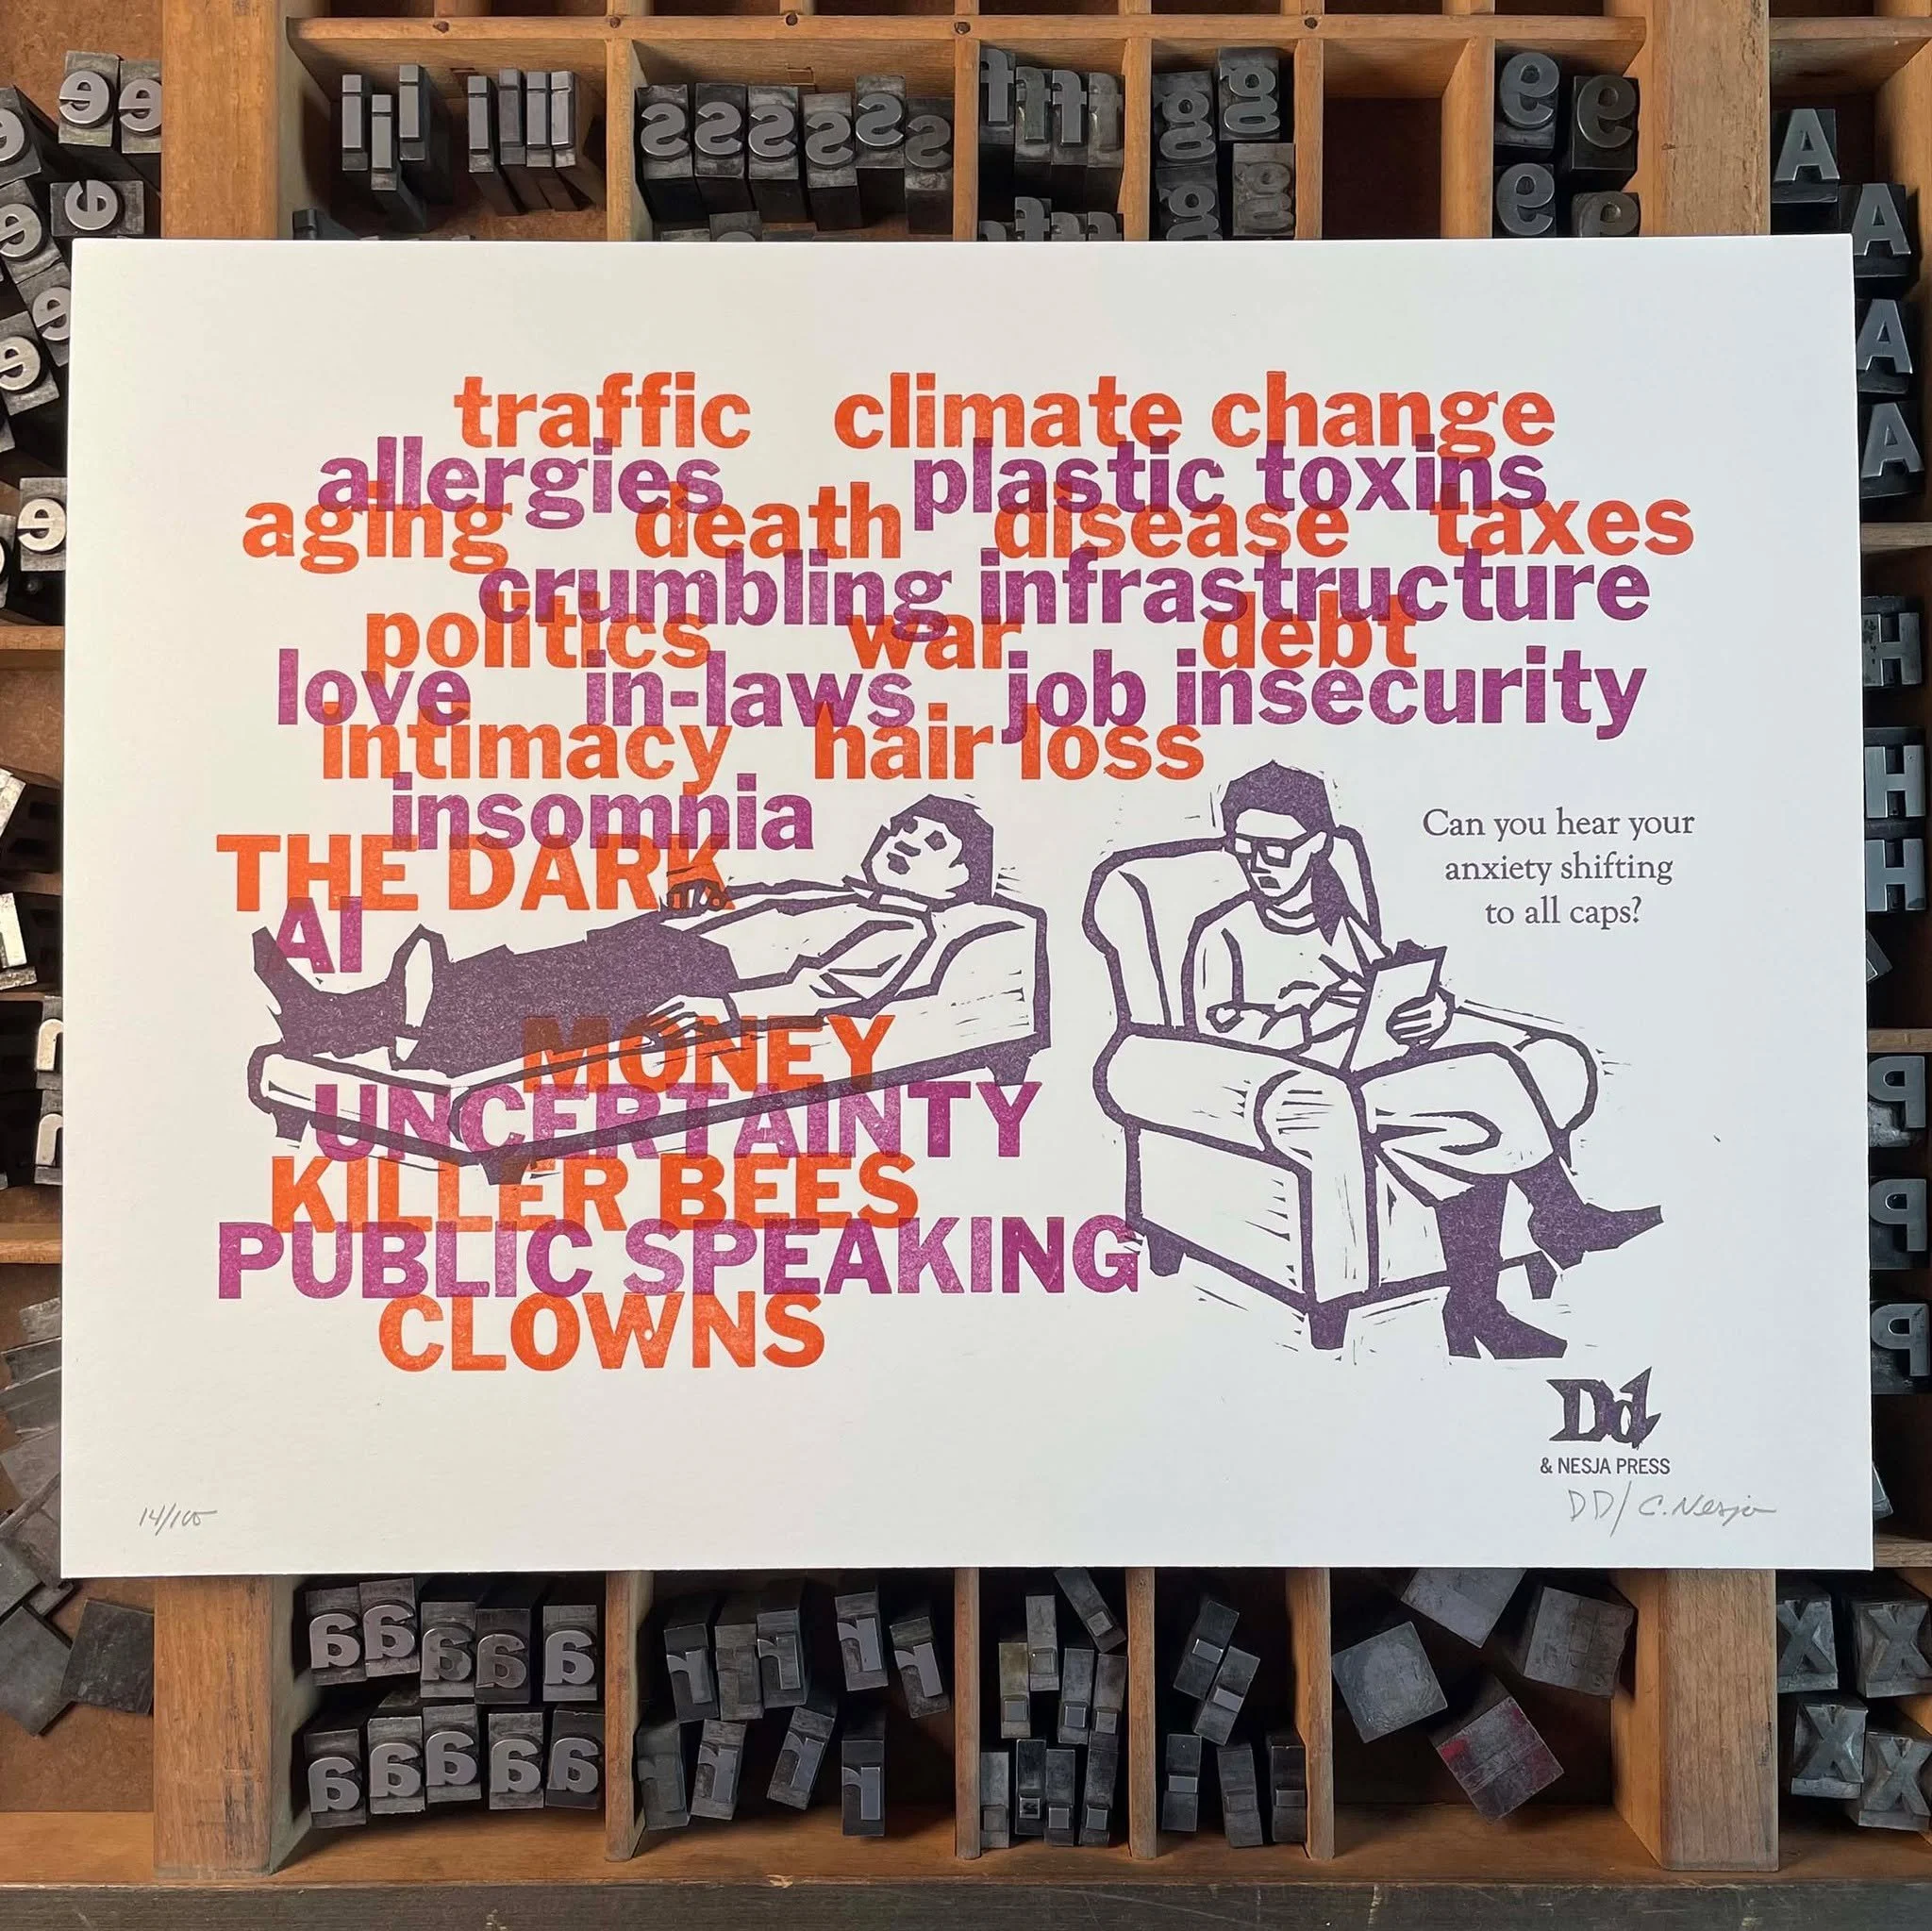 traffic climate change
allergies plastic toxins
aging death disease taxes
crumbling infrastructure
politics war debt
love in-laws job insecurity
intimacy hair loss
insomnia
THE DARK
AI
MONEY
UNCERTAINTY
KILLER BEES
PUBLIC SPEAKING
CLOWNS
Can you hear your
anxiety shifting
to all caps?
Dd
& NESJA PRESS
14/100
DD/ C. Nesja